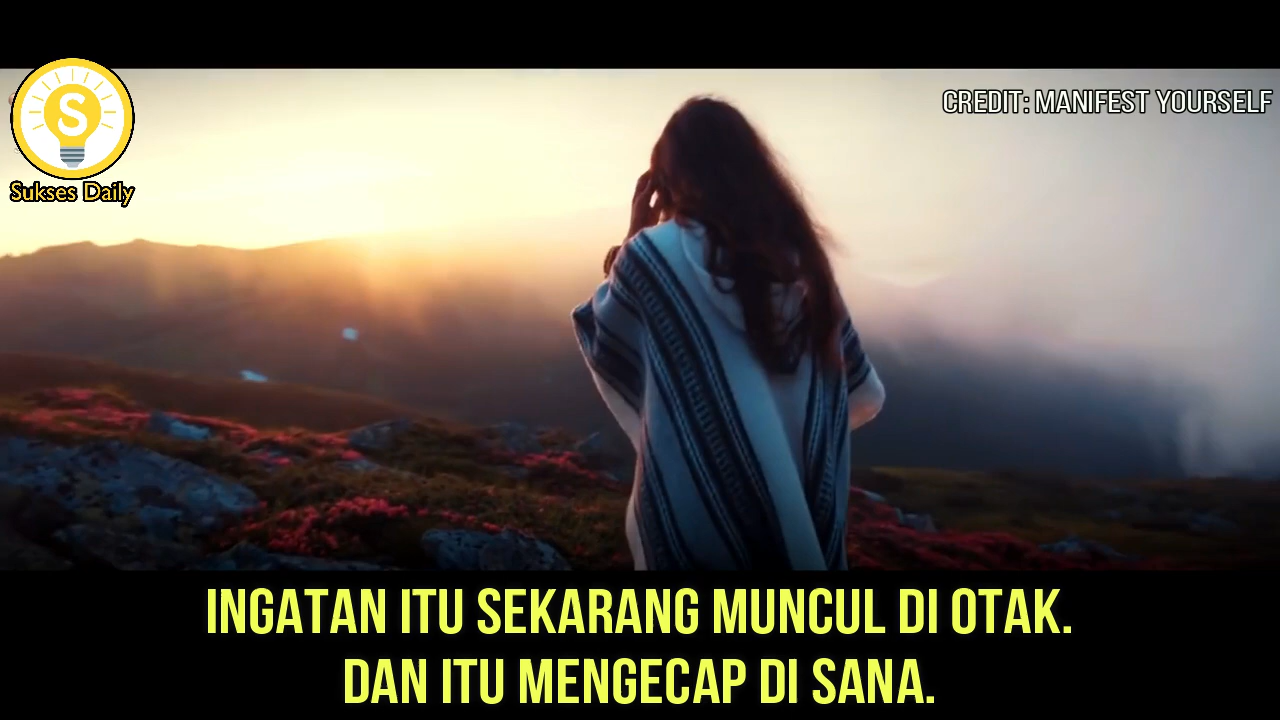 S
Sukses Daily
CREDIT: MANIFEST YOURSELF
INGATAN ITU SEKARANG MUNCUL DI OTAK.
DAN ITU MENGECAP DI SANA.